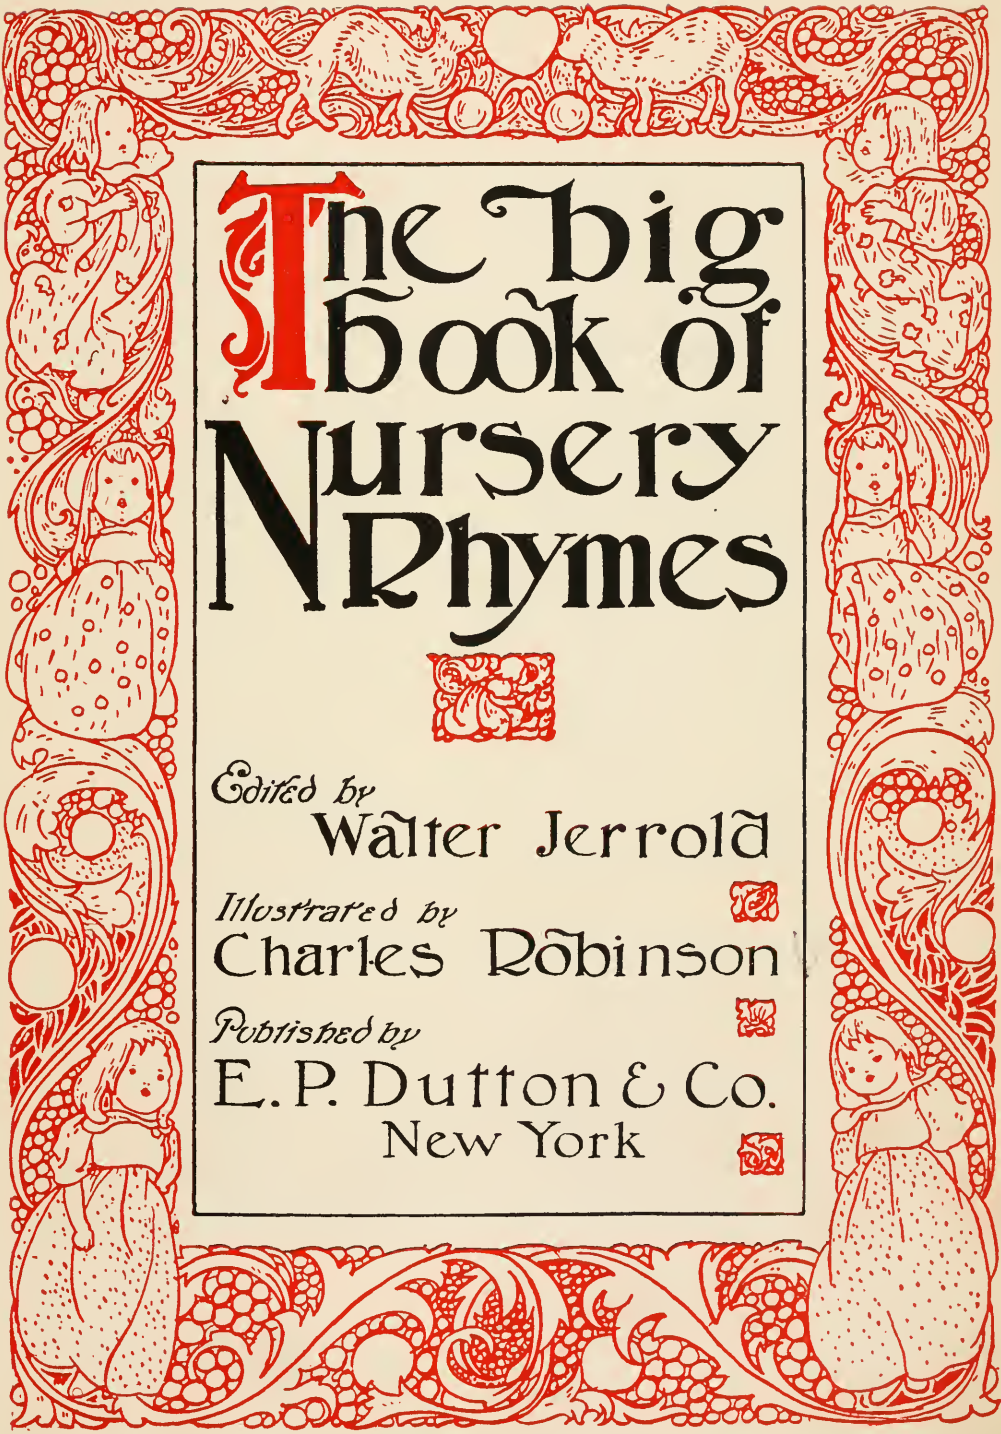 The big
book of
Nursery
Rhymes
Edited by
Walter Jerrold
Illustrated by
Charles Robinson
Published by
E. P. Dutton & Co.
New York